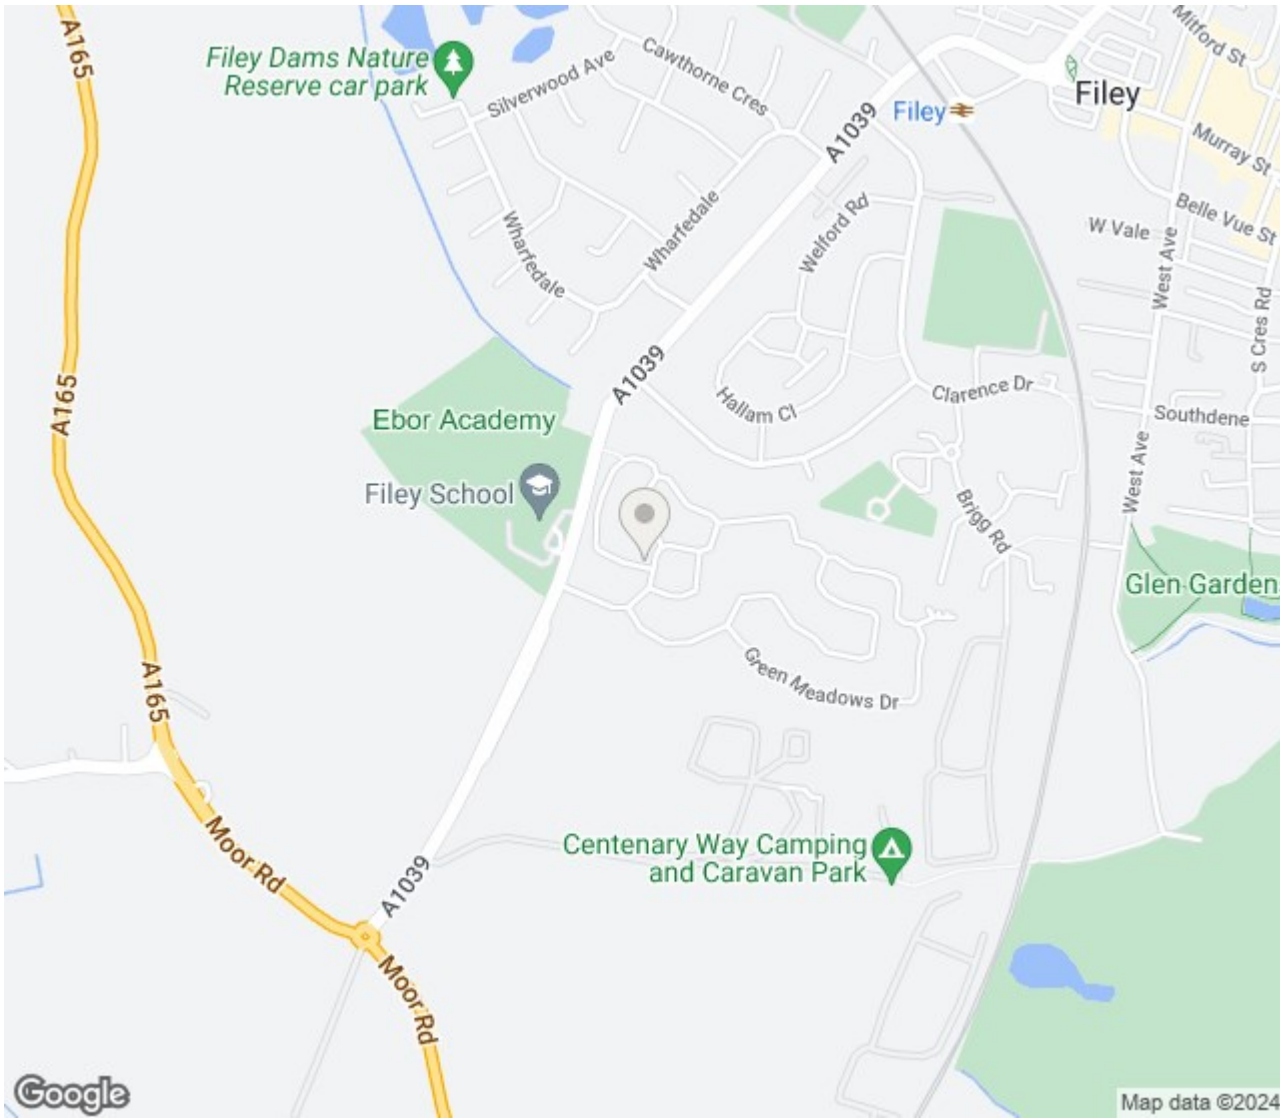 A165
Filey Dams Nature
Reserve car park
Silverwood Ave
Cawthorne Cres
A1039
Filey
Filey
Mitford St
Murray St
Belle Vue St
W Vale
West Ave
S Cres Rd
Wharfedale
Wharfedale
Welford Rd
A1039
A165
Hallam Cl
Clarence Dr
Southdene
Ebor Academy
Filey School
West Ave
Brigg Rd
Glen Garden
Green Meadows Dr
A165
Centenary Way Camping
and Caravan Park
Moor Rd
A1039
Moor Rd
Google
Map data ©2024